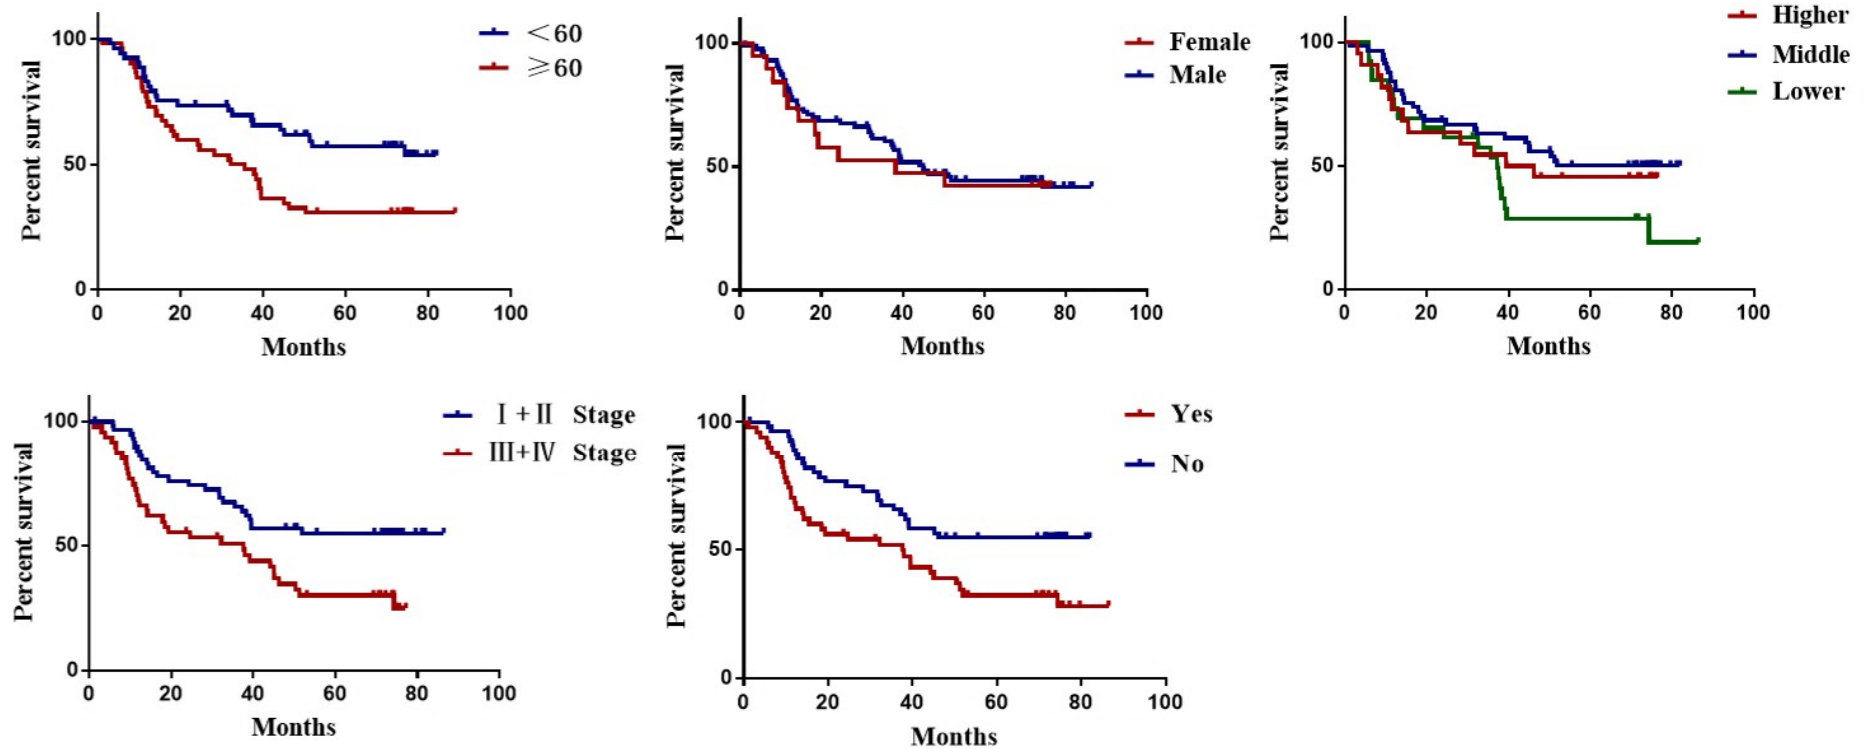 Percent survival
100
50
0
0 20 40 60 80 100
Months
<60
≥60
Percent survival
100
50
0
0 20 40 60 80 100
Months
Female
Male
Percent survival
100
50
0
0 20 40 60 80 100
Months
Higher
Middle
Lower
Percent survival
100
50
0
0 20 40 60 80 100
Months
Ⅰ+Ⅱ Stage
Ⅲ+Ⅳ Stage
Percent survival
100
50
0
0 20 40 60 80 100
Months
Yes
No